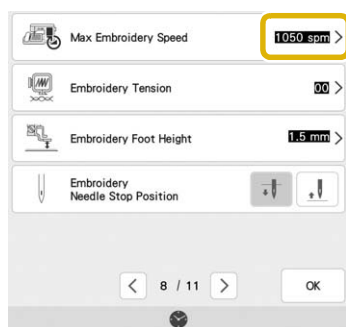 Max Embroidery Speed 1050 spm >
Embroidery Tension 00 >
Embroidery Foot Height 1.5 mm >
Embroidery
Needle Stop Position
< 8 / 11 > OK